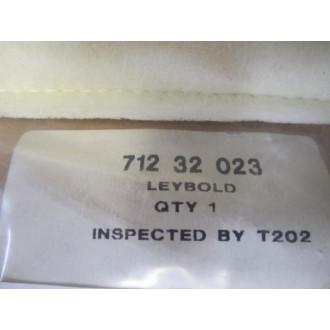 712 32 023
LEYBOLD
QTY 1
INSPECTED BY T202